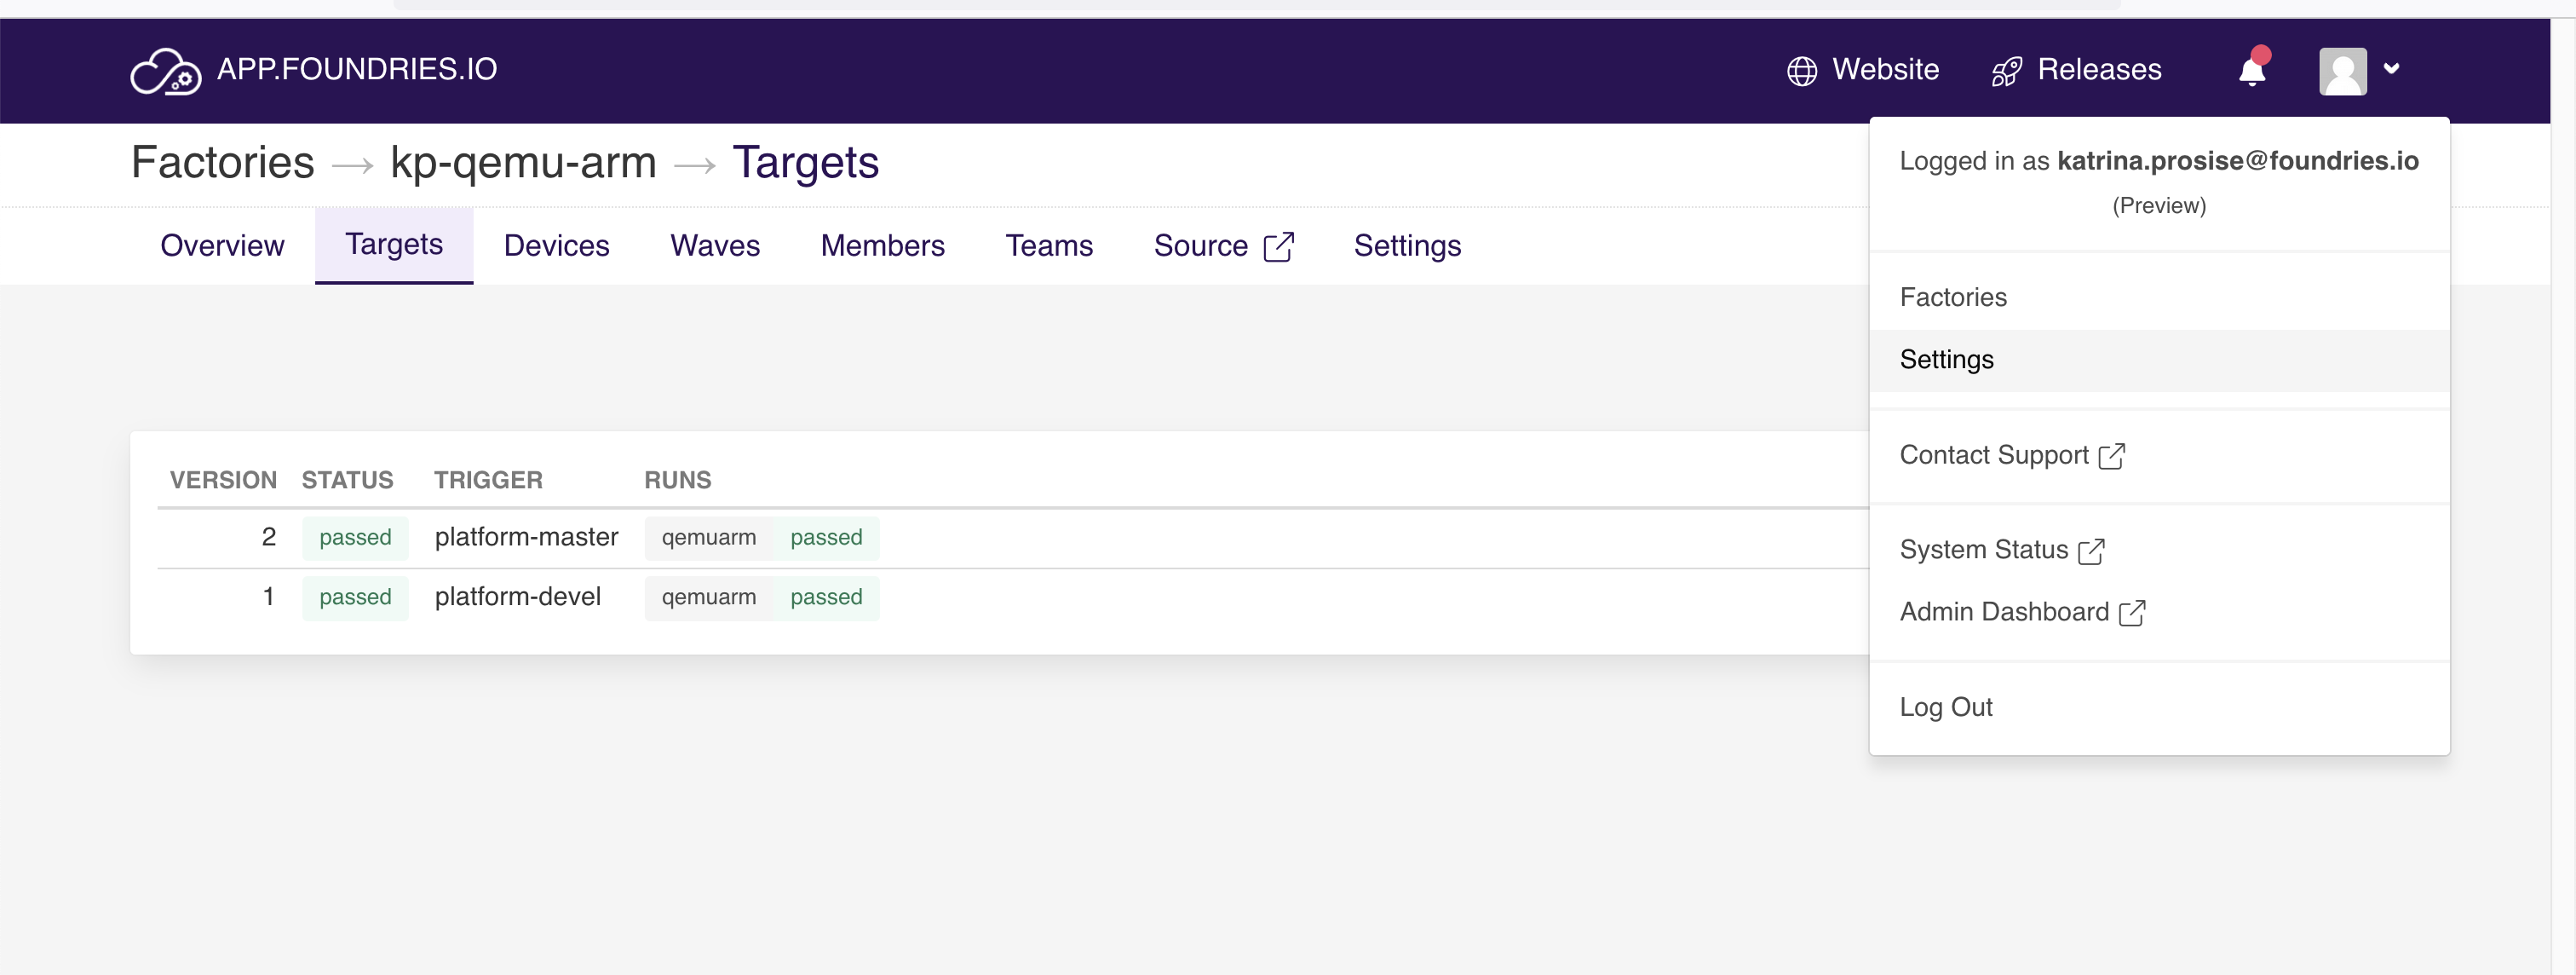 APP.FOUNDRIES.IO Website Releases
Factories → kp-qemu-arm → Targets
Overview Targets Devices Waves Members Teams Source Settings
Logged in as katrina.prosise@foundries.io
(Preview)
Factories
Settings
Contact Support
System Status
Admin Dashboard
Log Out
VERSION STATUS TRIGGER RUNS
2 passed platform-master qemuarm passed
1 passed platform-devel qemuarm passed